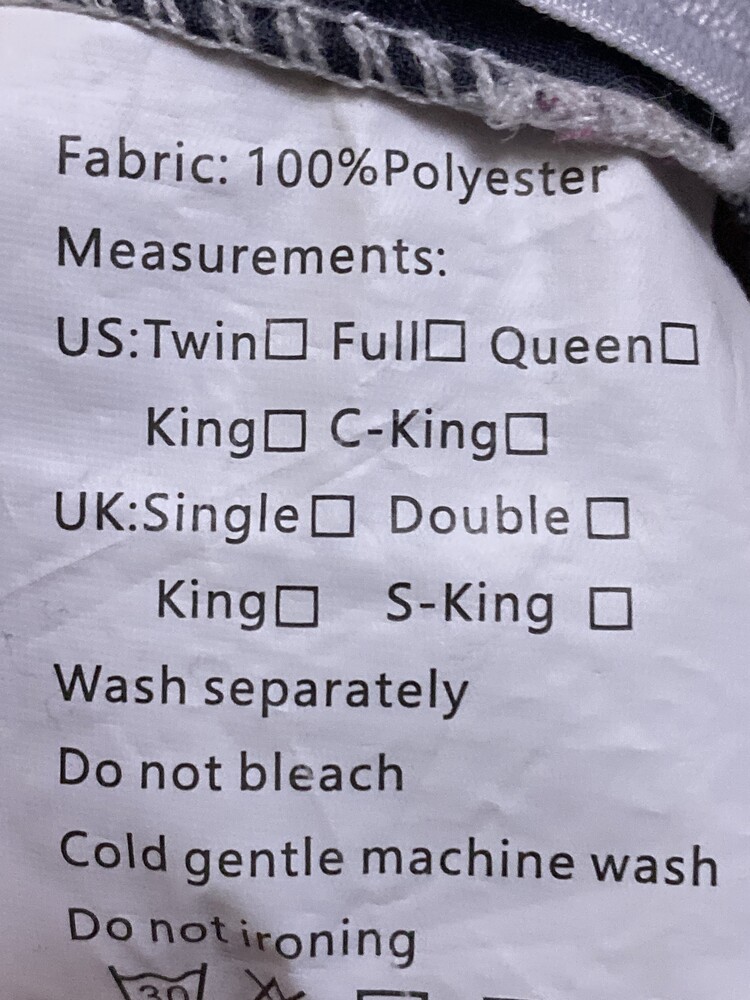 Fabric: 100%Polyester
Measurements:
US:Twin□ Full□ Queen□
King□ C-King□
UK:Single□ Double □
King□ S-King □
Wash separately
Do not bleach
Cold gentle machine wash
Do not ironing
30